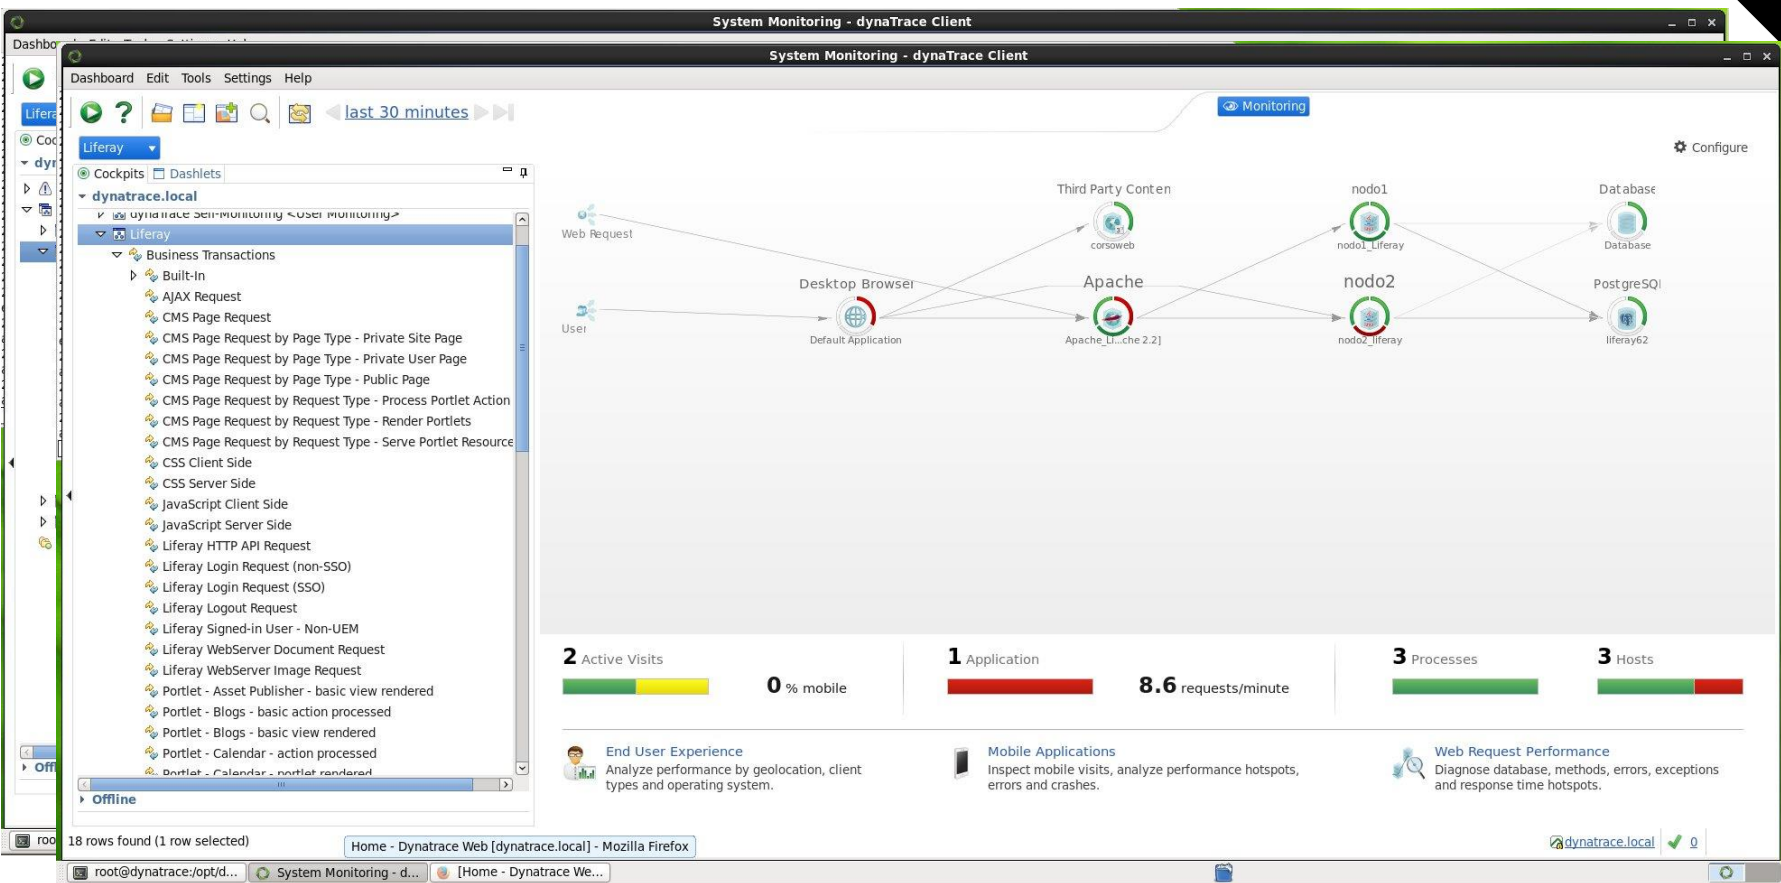 System Monitoring - dynaTrace Client
System Monitoring - dynaTrace Client
Dashboard Edit Tools Settings Help
last 30 minutes
Monitoring
Liferay
Configure
Cockpits Dashlets
dynatrace.local
dynaTrace Self-Monitoring <User Monitoring>
Liferay
Business Transactions
Built-In
AJAX Request
CMS Page Request
CMS Page Request by Page Type - Private Site Page
CMS Page Request by Page Type - Private User Page
CMS Page Request by Page Type - Public Page
CMS Page Request by Request Type - Process Portlet Action
CMS Page Request by Request Type - Render Portlets
CMS Page Request by Request Type - Serve Portlet Resource
CSS Client Side
CSS Server Side
JavaScript Client Side
JavaScript Server Side
Liferay HTTP API Request
Liferay Login Request (non-SSO)
Liferay Login Request (SSO)
Liferay Logout Request
Liferay Signed-in User - Non-UEM
Liferay WebServer Document Request
Liferay WebServer Image Request
Portlet - Asset Publisher - basic view rendered
Portlet - Blogs - basic action processed
Portlet - Blogs - basic view rendered
Portlet - Calendar - action processed
Portlet - Calendar - portlet rendered
Offline
Web Request
User
Desktop Browser
Default Application
Third Party Conten
corsoweb
Apache
Apache_Li...che 2.2]
nodo1
nodo1_Liferay
nodo2
nodo2_liferay
Database
Database
PostgreSQl
liferay62
2 Active Visits
0 % mobile
1 Application
8.6 requests/minute
3 Processes
3 Hosts
End User Experience
Analyze performance by geolocation, client
types and operating system.
Mobile Applications
Inspect mobile visits, analyze performance hotspots,
errors and crashes.
Web Request Performance
Diagnose database, methods, errors, exceptions
and response time hotspots.
18 rows found (1 row selected)
Home - Dynatrace Web [dynatrace.local] - Mozilla Firefox
dynatrace.local 0
root@dynatrace:/opt/d...
System Monitoring - d...
[Home - Dynatrace We...